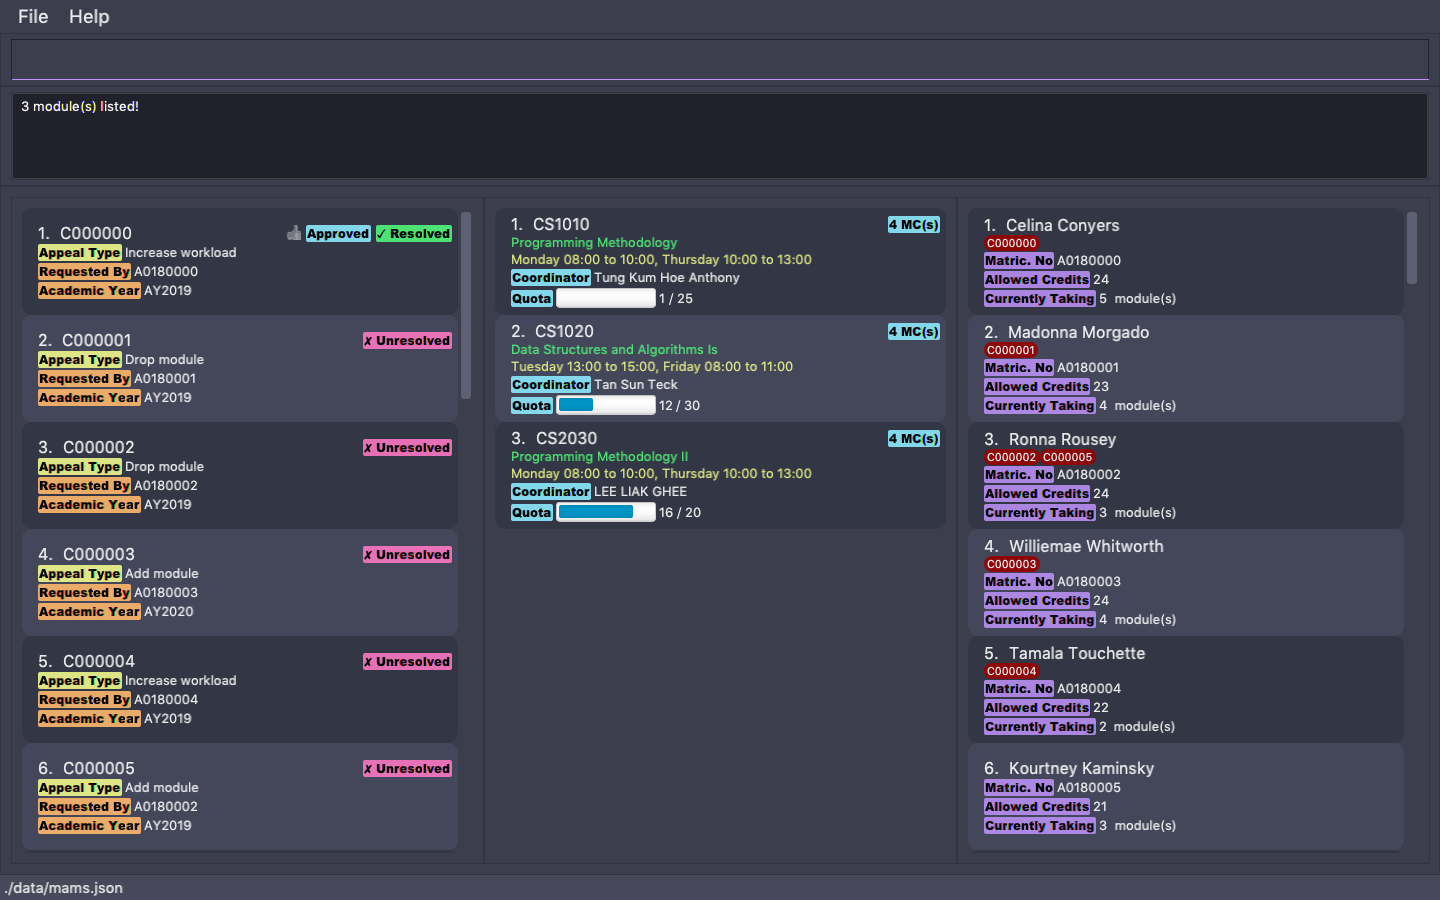 File Help
3 module(s) listed!
1. C000000 Approved ✓ Resolved
Appeal Type Increase workload
Requested By A0180000
Academic Year AY2019
2. C000001 ✗ Unresolved
Appeal Type Drop module
Requested By A0180001
Academic Year AY2019
3. C000002 ✗ Unresolved
Appeal Type Drop module
Requested By A0180002
Academic Year AY2019
4. C000003 ✗ Unresolved
Appeal Type Add module
Requested By A0180003
Academic Year AY2020
5. C000004 ✗ Unresolved
Appeal Type Increase workload
Requested By A0180004
Academic Year AY2019
6. C000005 ✗ Unresolved
Appeal Type Add module
Requested By A0180002
Academic Year AY2019
1. CS1010 4 MC(s)
Programming Methodology
Monday 08:00 to 10:00, Thursday 10:00 to 13:00
Coordinator Tung Kum Hoe Anthony
Quota 1 / 25
2. CS1020 4 MC(s)
Data Structures and Algorithms Is
Tuesday 13:00 to 15:00, Friday 08:00 to 11:00
Coordinator Tan Sun Teck
Quota 12 / 30
3. CS2030 4 MC(s)
Programming Methodology II
Monday 08:00 to 10:00, Thursday 10:00 to 13:00
Coordinator LEE LIAK GHEE
Quota 16 / 20
1. Celina Conyers
C000000
Matric. No A0180000
Allowed Credits 24
Currently Taking 5 module(s)
2. Madonna Morgado
C000001
Matric. No A0180001
Allowed Credits 23
Currently Taking 4 module(s)
3. Ronna Rousey
C000002 C000005
Matric. No A0180002
Allowed Credits 24
Currently Taking 3 module(s)
4. Williemae Whitworth
C000003
Matric. No A0180003
Allowed Credits 24
Currently Taking 4 module(s)
5. Tamala Touchette
C000004
Matric. No A0180004
Allowed Credits 22
Currently Taking 2 module(s)
6. Kourtney Kaminsky
Matric. No A0180005
Allowed Credits 21
Currently Taking 3 module(s)
./data/mams.json